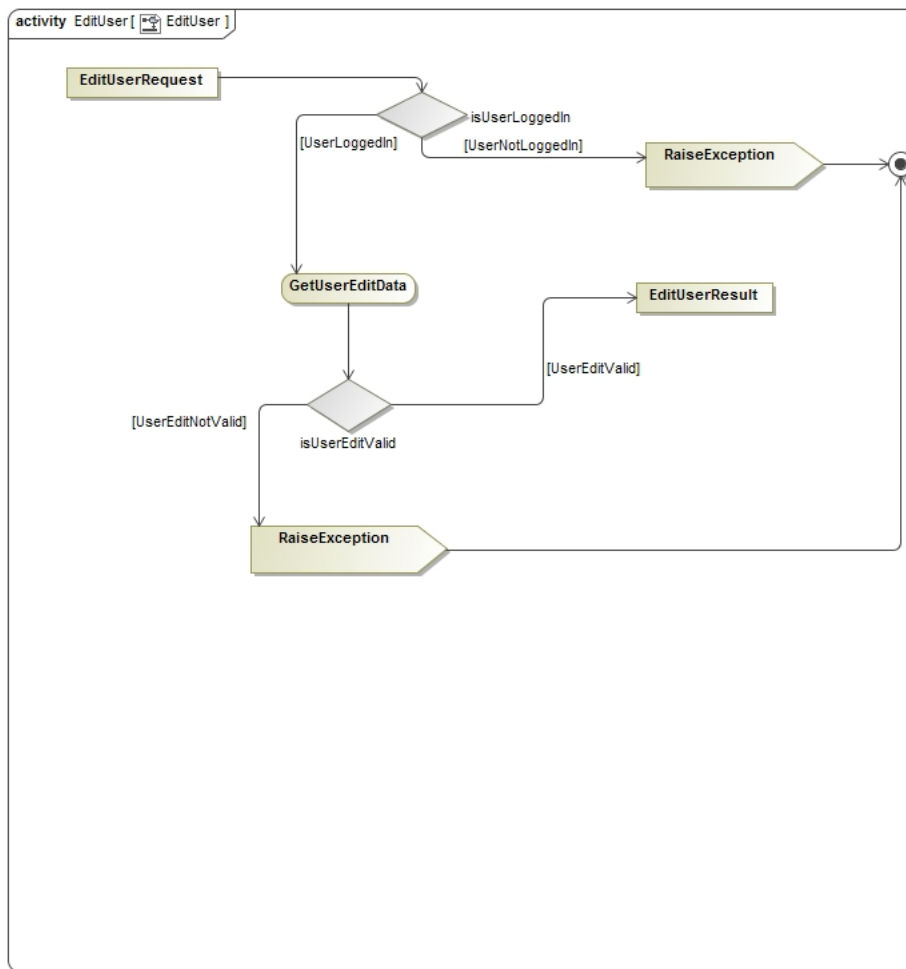 activity EditUser [ EditUser ]
EditUserRequest
isUserLoggedIn
[UserLoggedIn]
[UserNotLoggedIn]
RaiseException
GetUserEditData
EditUserResult
[UserEditValid]
[UserEditNotValid]
isUserEditValid
RaiseException